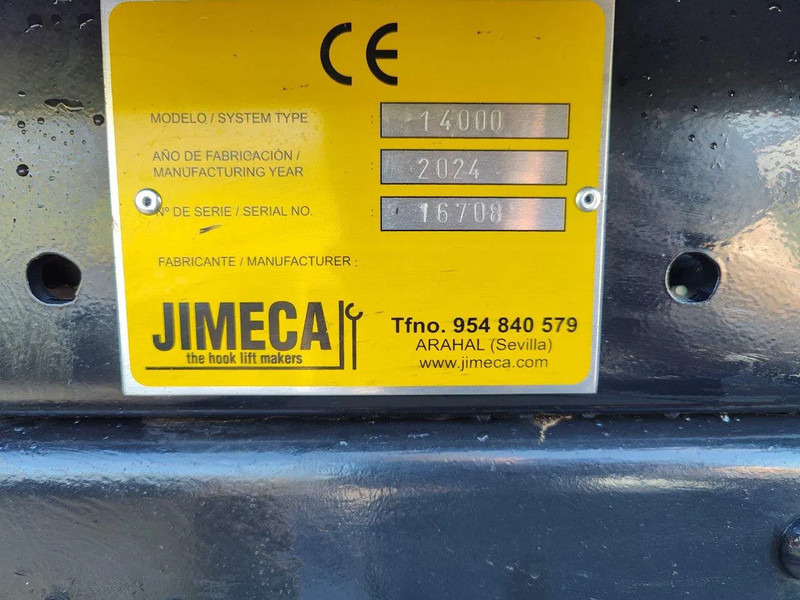 CE
MODELO / SYSTEM TYPE : 14000
AÑO DE FABRICACIÓN /
MANUFACTURING YEAR : 2024
Nº DE SERIE / SERIAL NO. : 16708
FABRICANTE / MANUFACTURER :
JIMECA
the hook lift makers
Tfno. 954 840 579
ARAHAL (Sevilla)
www.jimeca.com